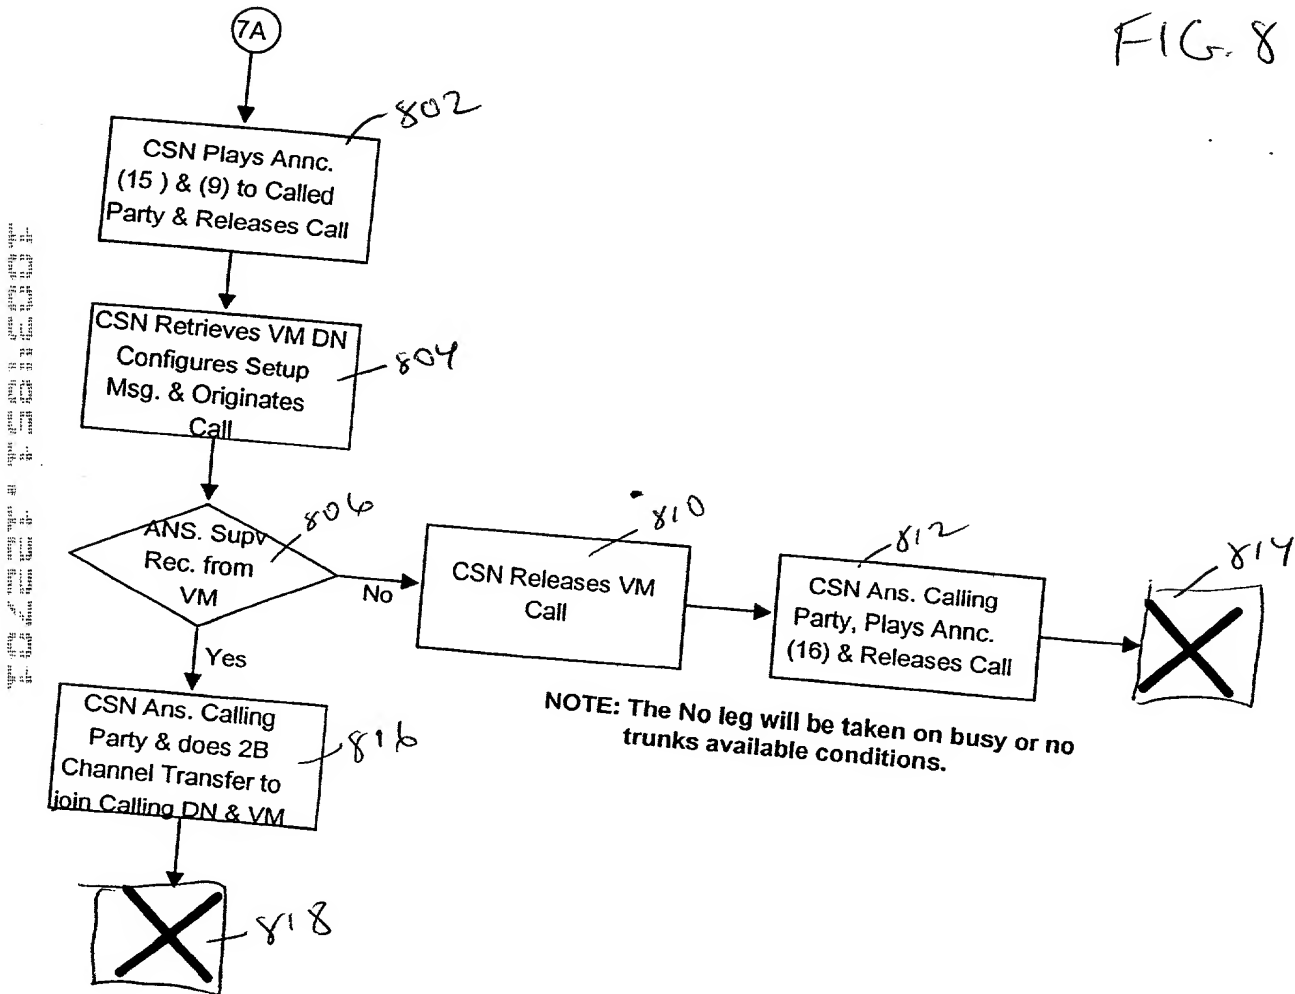 FIG. 8
7A
802
CSN Plays Annc.
(15 ) & (9) to Called
Party & Releases Call
CSN Retrieves VM DN
Configures Setup
Msg. & Originates
Call
804
806
ANS. Supv
Rec. from
VM
No
Yes
810
CSN Releases VM
Call
812
CSN Ans. Calling
Party, Plays Annc.
(16) & Releases Call
814
NOTE: The No leg will be taken on busy or no
trunks available conditions.
CSN Ans. Calling
Party & does 2B
Channel Transfer to
join Calling DN & VM
816
818